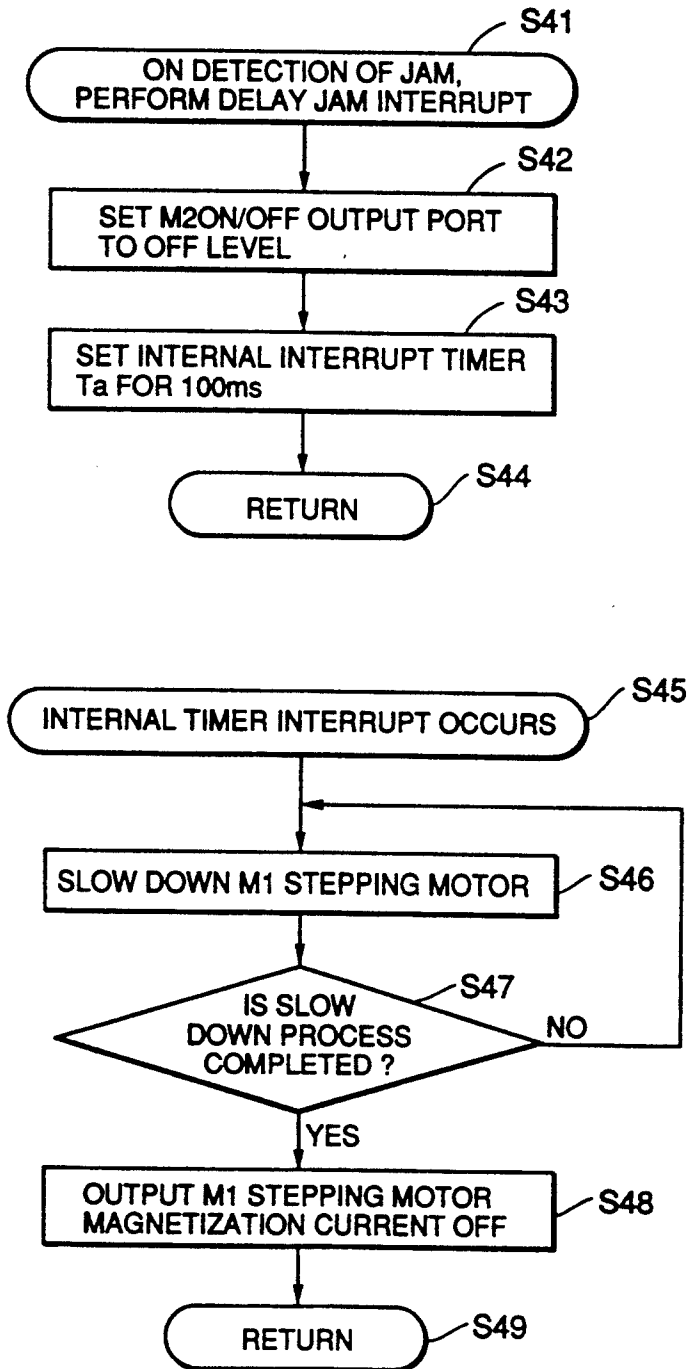 S41
ON DETECTION OF JAM,
PERFORM DELAY JAM INTERRUPT
S42
SET M2ON/OFF OUTPUT PORT
TO OFF LEVEL
S43
SET INTERNAL INTERRUPT TIMER
Ta FOR 100ms
S44
RETURN
S45
INTERNAL TIMER INTERRUPT OCCURS
SLOW DOWN M1 STEPPING MOTOR
S46
S47
IS SLOW
DOWN PROCESS
COMPLETED ?
NO
YES
OUTPUT M1 STEPPING MOTOR
MAGNETIZATION CURRENT OFF
S48
RETURN
S49